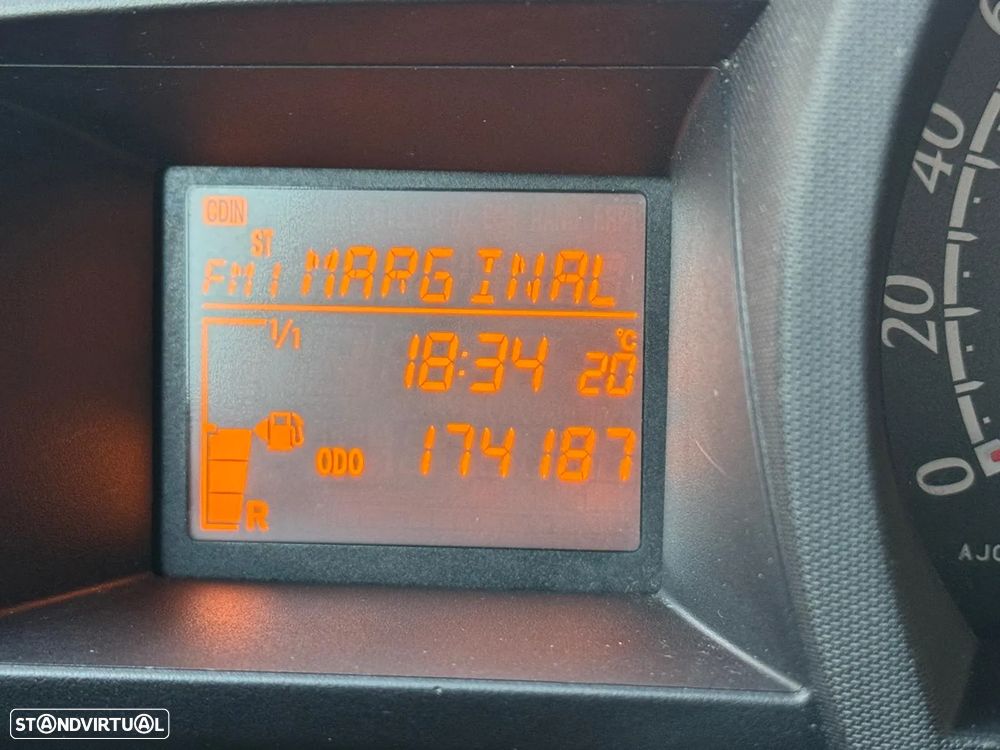 CDIN
ST
FM1 MARGINAL
1/1
18:34 20 °C
ODO 174187
R
40
20
0
STANDVIRTUAL